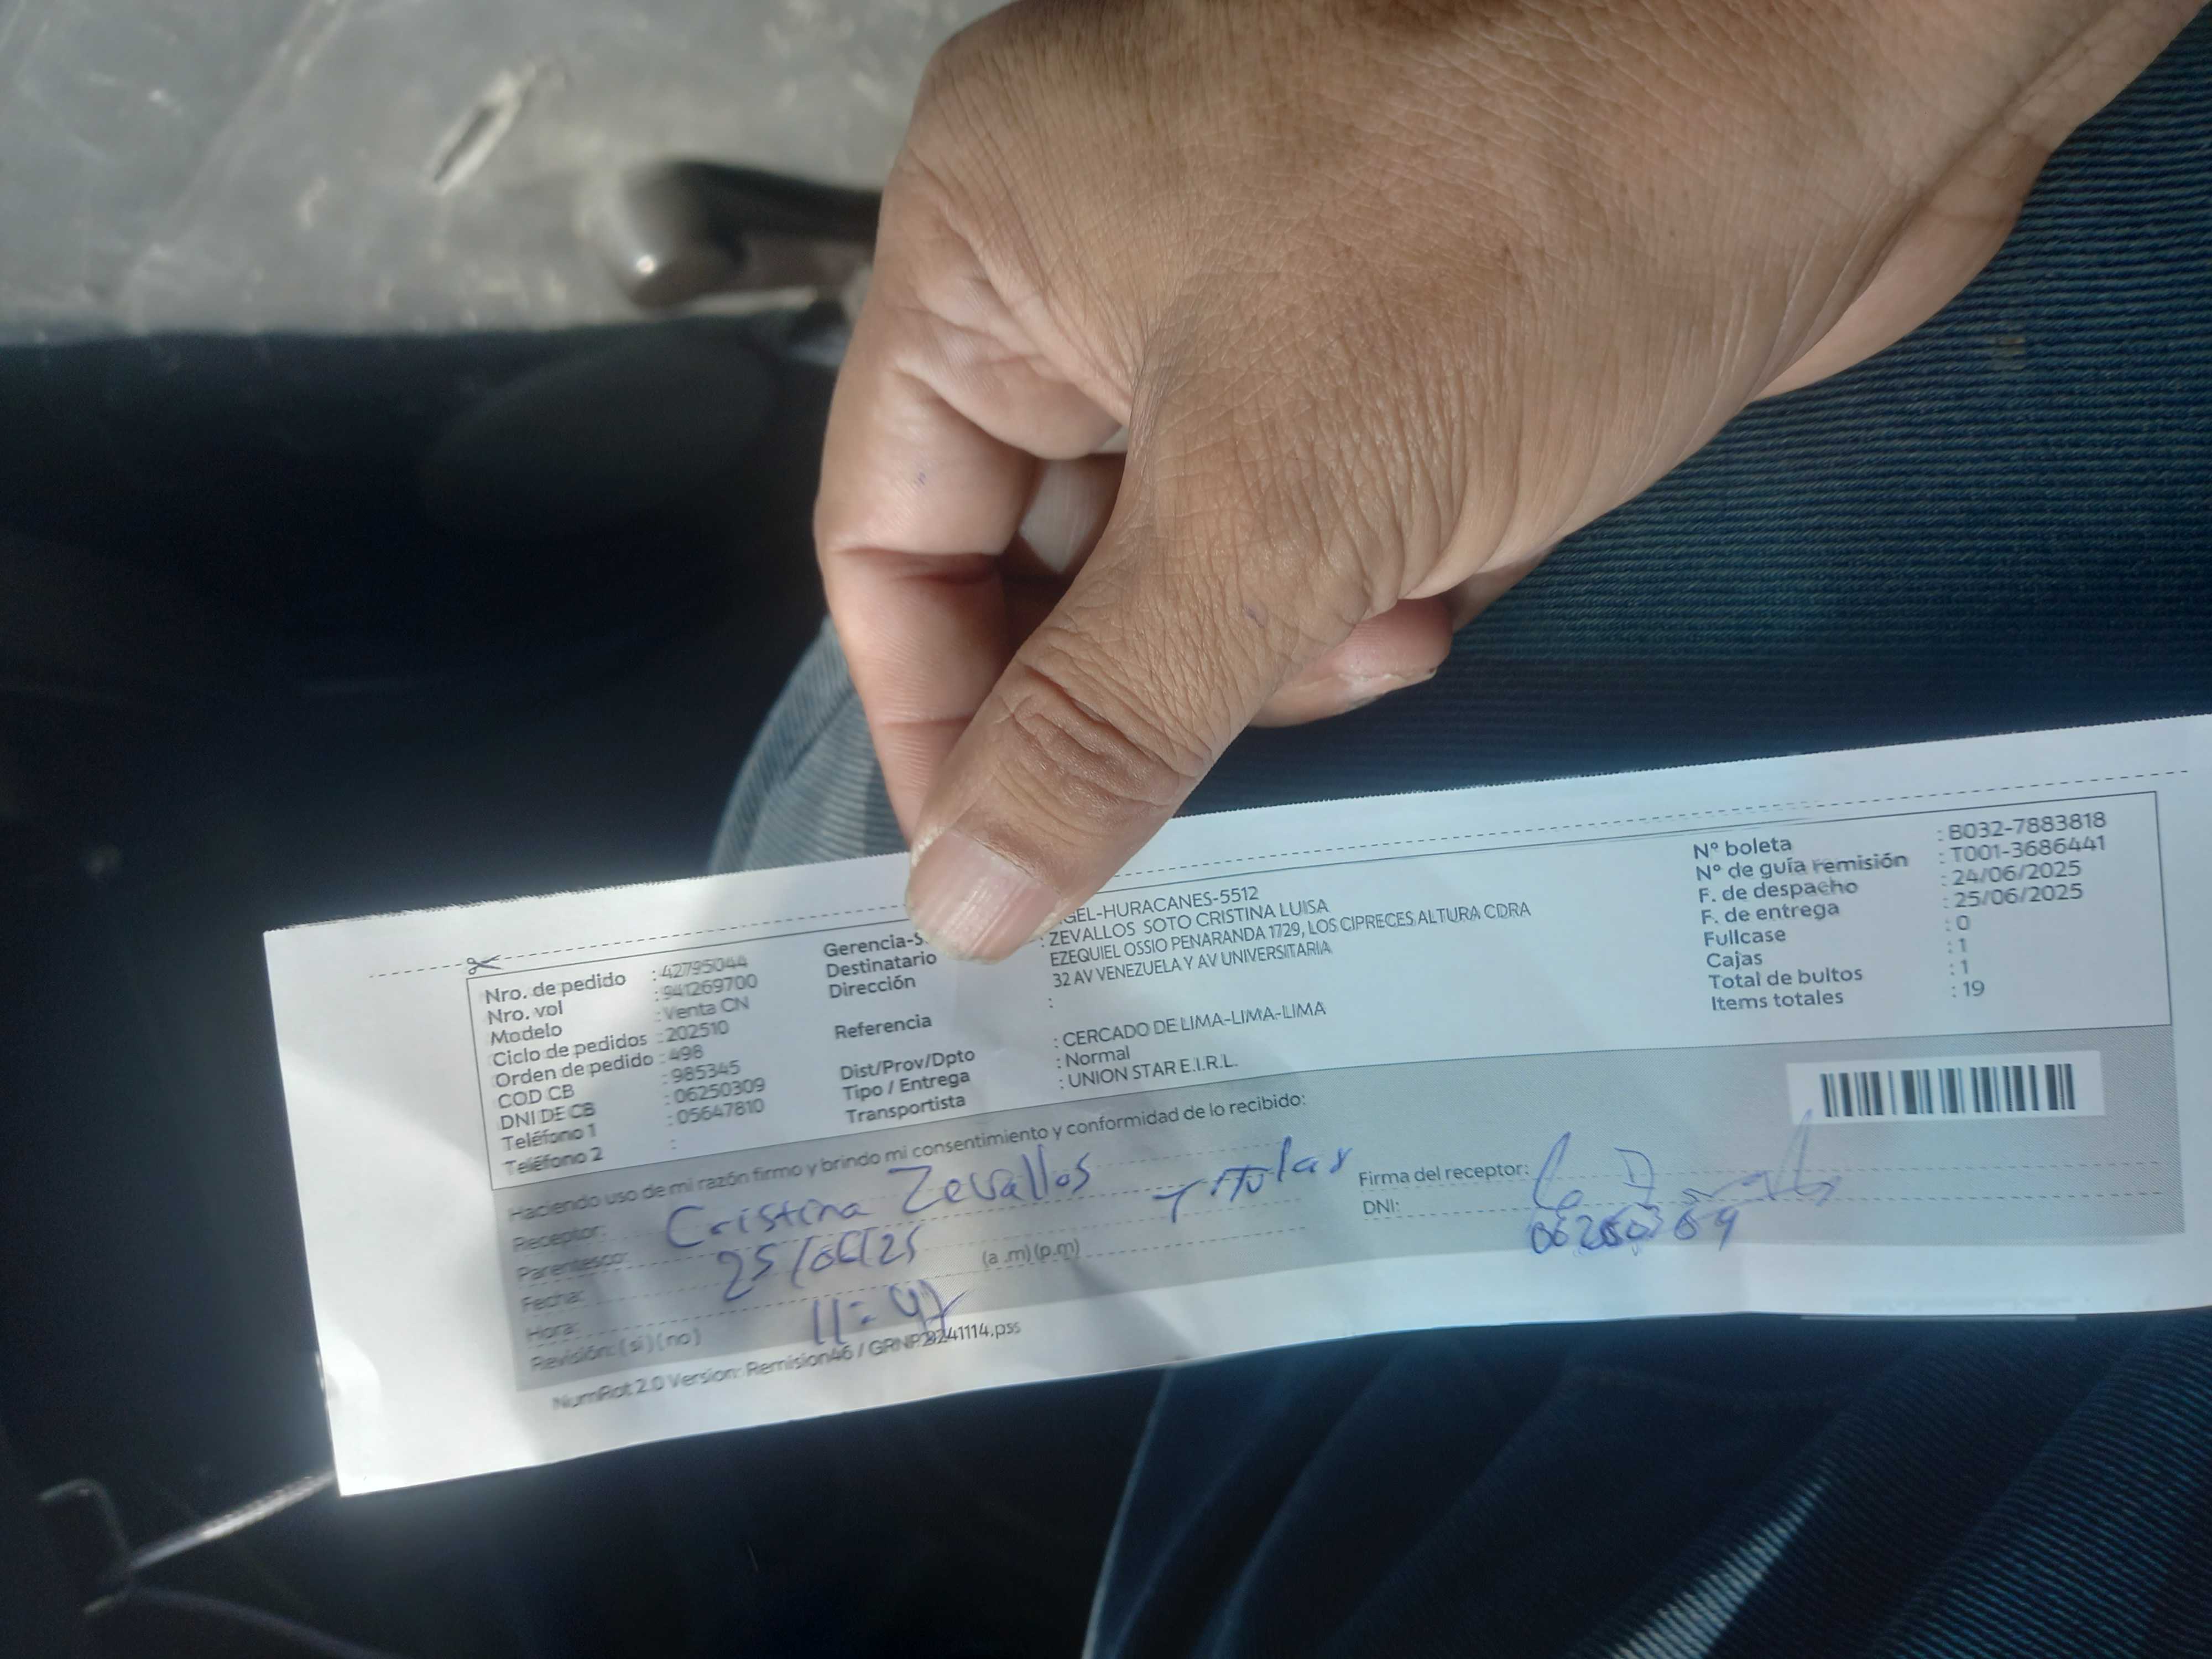 Nro. de pedido : 42795044
Nro. vol : 941269700
Modelo : Venta CN
Ciclo de pedidos : 202510
Orden de pedido : 498
COD CB : 985345
DNI DE CB : 06250309
Teléfono 1 : 05647810
Teléfono 2 :
Gerencia-S GEL-HURACANES-5512
Destinatario : ZEVALLOS SOTO CRISTINA LUISA
Dirección EZEQUIEL OSSIO PENARANDA 1729, LOS CIPRECES ALTURA CDRA
32 AV VENEZUELA Y AV UNIVERSITARIA
Referencia :
Dist/Prov/Dpto : CERCADO DE LIMA-LIMA-LIMA
Tipo / Entrega : Normal
Transportista : UNION STAR E.I.R.L.
Nº boleta : B032-7883818
Nº de guía remisión : T001-3686441
F. de despacho : 24/06/2025
F. de entrega : 25/06/2025
Fullcase : 0
Cajas : 1
Total de bultos : 1
Items totales : 19
Haciendo uso de mi razón firmo y brindo mi consentimiento y conformidad de lo recibido:
Receptor: Cristina Zevallos Titular
Parentesco:
Fecha: 25/06/25
Hora: 11:47 (a .m) (p.m)
Revisión: ( si ) ( no )
Firma del receptor:
DNI:
NumRot 2.0 Version: Remision46 / GRNP28241114.pss